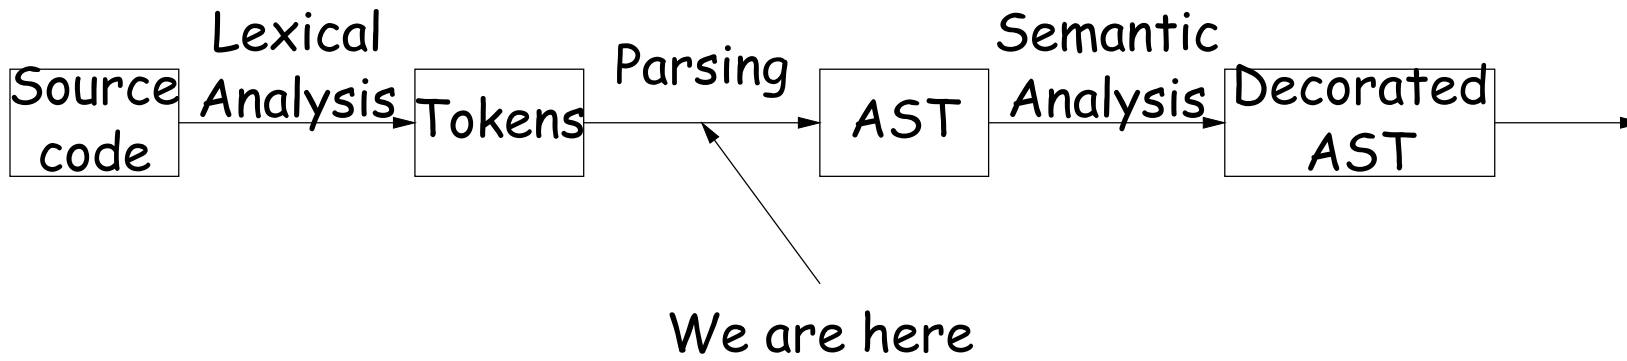 Source
code
Lexical
Analysis
Tokens
Parsing
AST
Semantic
Analysis
Decorated
AST
We are here